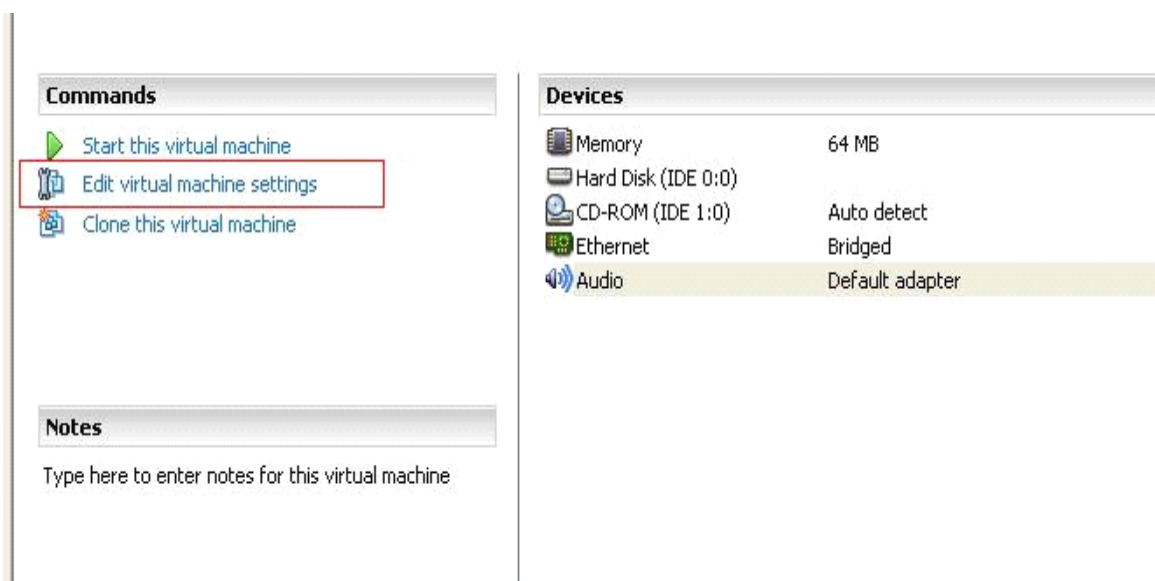 Commands
Start this virtual machine
Edit virtual machine settings
Clone this virtual machine
Notes
Type here to enter notes for this virtual machine
Devices
Memory 64 MB
Hard Disk (IDE 0:0)
CD-ROM (IDE 1:0) Auto detect
Ethernet Bridged
Audio Default adapter